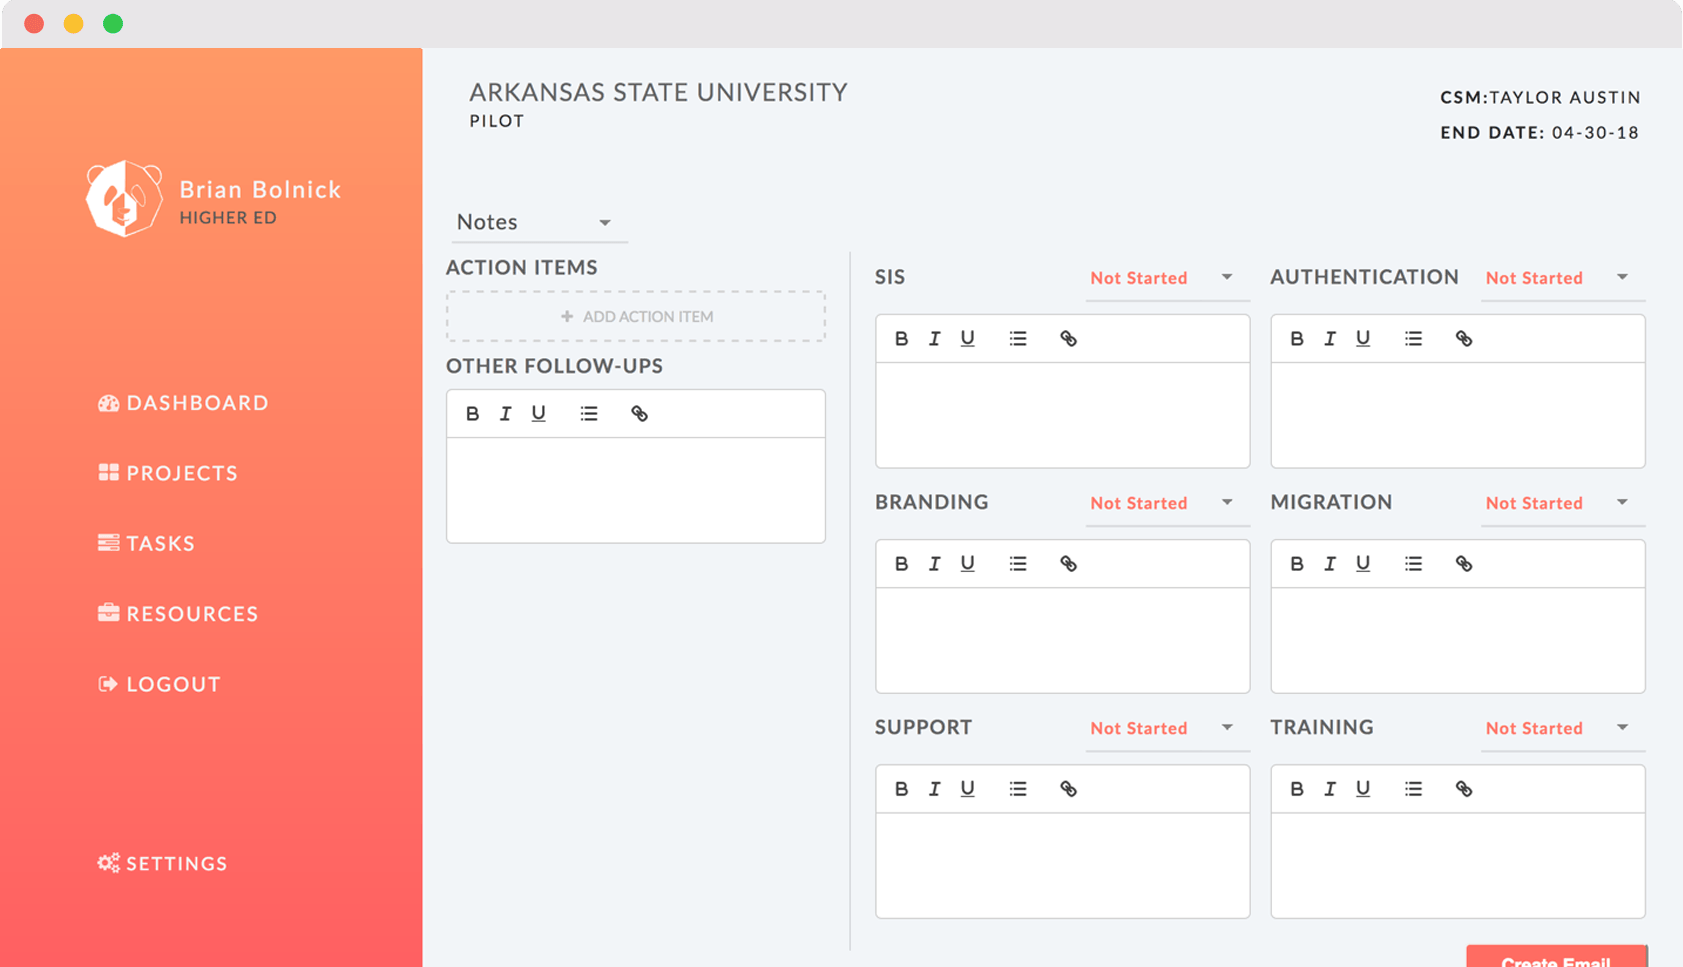 Brian Bolnick
HIGHER ED
DASHBOARD
PROJECTS
TASKS
RESOURCES
LOGOUT
SETTINGS
ARKANSAS STATE UNIVERSITY
PILOT
CSM:TAYLOR AUSTIN
END DATE: 04-30-18
Notes
ACTION ITEMS
+ ADD ACTION ITEM
OTHER FOLLOW-UPS
B I U
SIS Not Started
B I U
AUTHENTICATION Not Started
B I U
BRANDING Not Started
B I U
MIGRATION Not Started
B I U
SUPPORT Not Started
B I U
TRAINING Not Started
B I U
Create Email